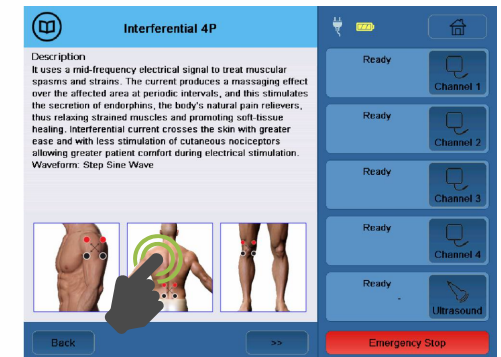 Interferential 4P
Description
It uses a mid-frequency electrical signal to treat muscular
spasms and strains. The current produces a massaging effect
over the affected area at periodic intervals, and this stimulates
the secretion of endorphins, the body's natural pain relievers,
thus relaxing strained muscles and promoting soft-tissue
healing. Interferential current crosses the skin with greater
ease and with less stimulation of cutaneous nociceptors
allowing greater patient comfort during electrical stimulation.
Waveform: Step Sine Wave
Back
>>
Ready
Channel 1
Ready
Channel 2
Ready
Channel 3
Ready
Channel 4
Ready
Ultrasound
Emergency Stop